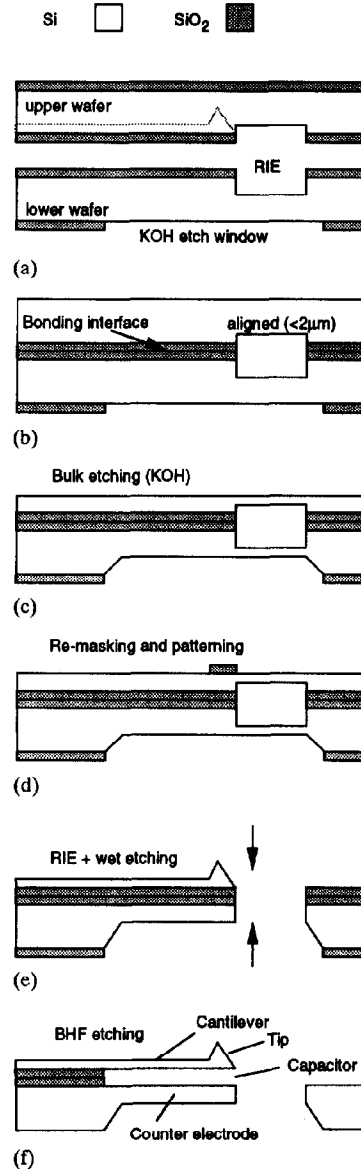 Si SiO2
upper wafer
RIE
lower wafer
KOH etch window
(a)
Bonding interface aligned (<2μm)
(b)
Bulk etching (KOH)
(c)
Re-masking and patterning
(d)
RIE + wet etching
(e)
BHF etching Cantilever
Tip
Capacitor
Counter electrode
(f)